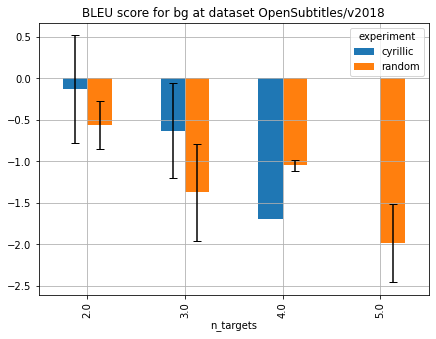 BLEU score for bg at dataset OpenSubtitles/v2018
experiment
cyrillic
random
0.5
0.0
−0.5
−1.0
−1.5
−2.0
−2.5
2.0
3.0
4.0
5.0
n_targets